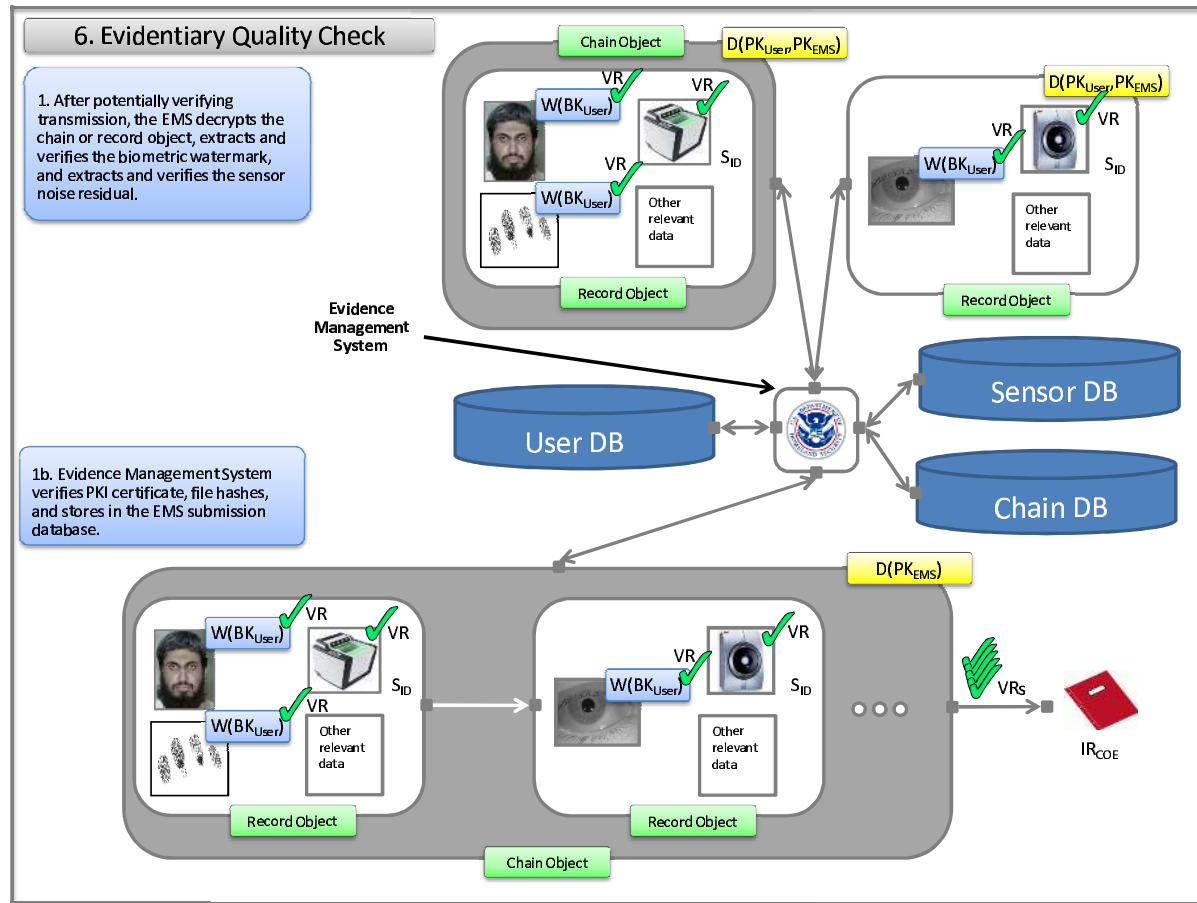 6. Evidentiary Quality Check
1. After potentially verifying
transmission, the EMS decrypts the
chain or record object, extracts and
verifies the biometric watermark,
and extracts and verifies the sensor
noise residual.
Chain Object
D(PKUser,PKEMS)
VR
VR
W(BKUser)
VR
SID
W(BKUser)
Other
relevant
data
Record Object
D(PKUser,PKEMS)
VR
VR
W(BKUser)
SID
Other
relevant
data
Record Object
Evidence
Management
System
User DB
U.S. DEPARTMENT OF
HOMELAND SECURITY
Sensor DB
Chain DB
1b. Evidence Management System
verifies PKI certificate, file hashes,
and stores in the EMS submission
database.
D(PKEMS)
VR
VR
W(BKUser)
SID
VR
W(BKUser)
Other
relevant
data
Record Object
VR
VR
W(BKUser)
SID
Other
relevant
data
Record Object
Chain Object
VRs
IRCOE